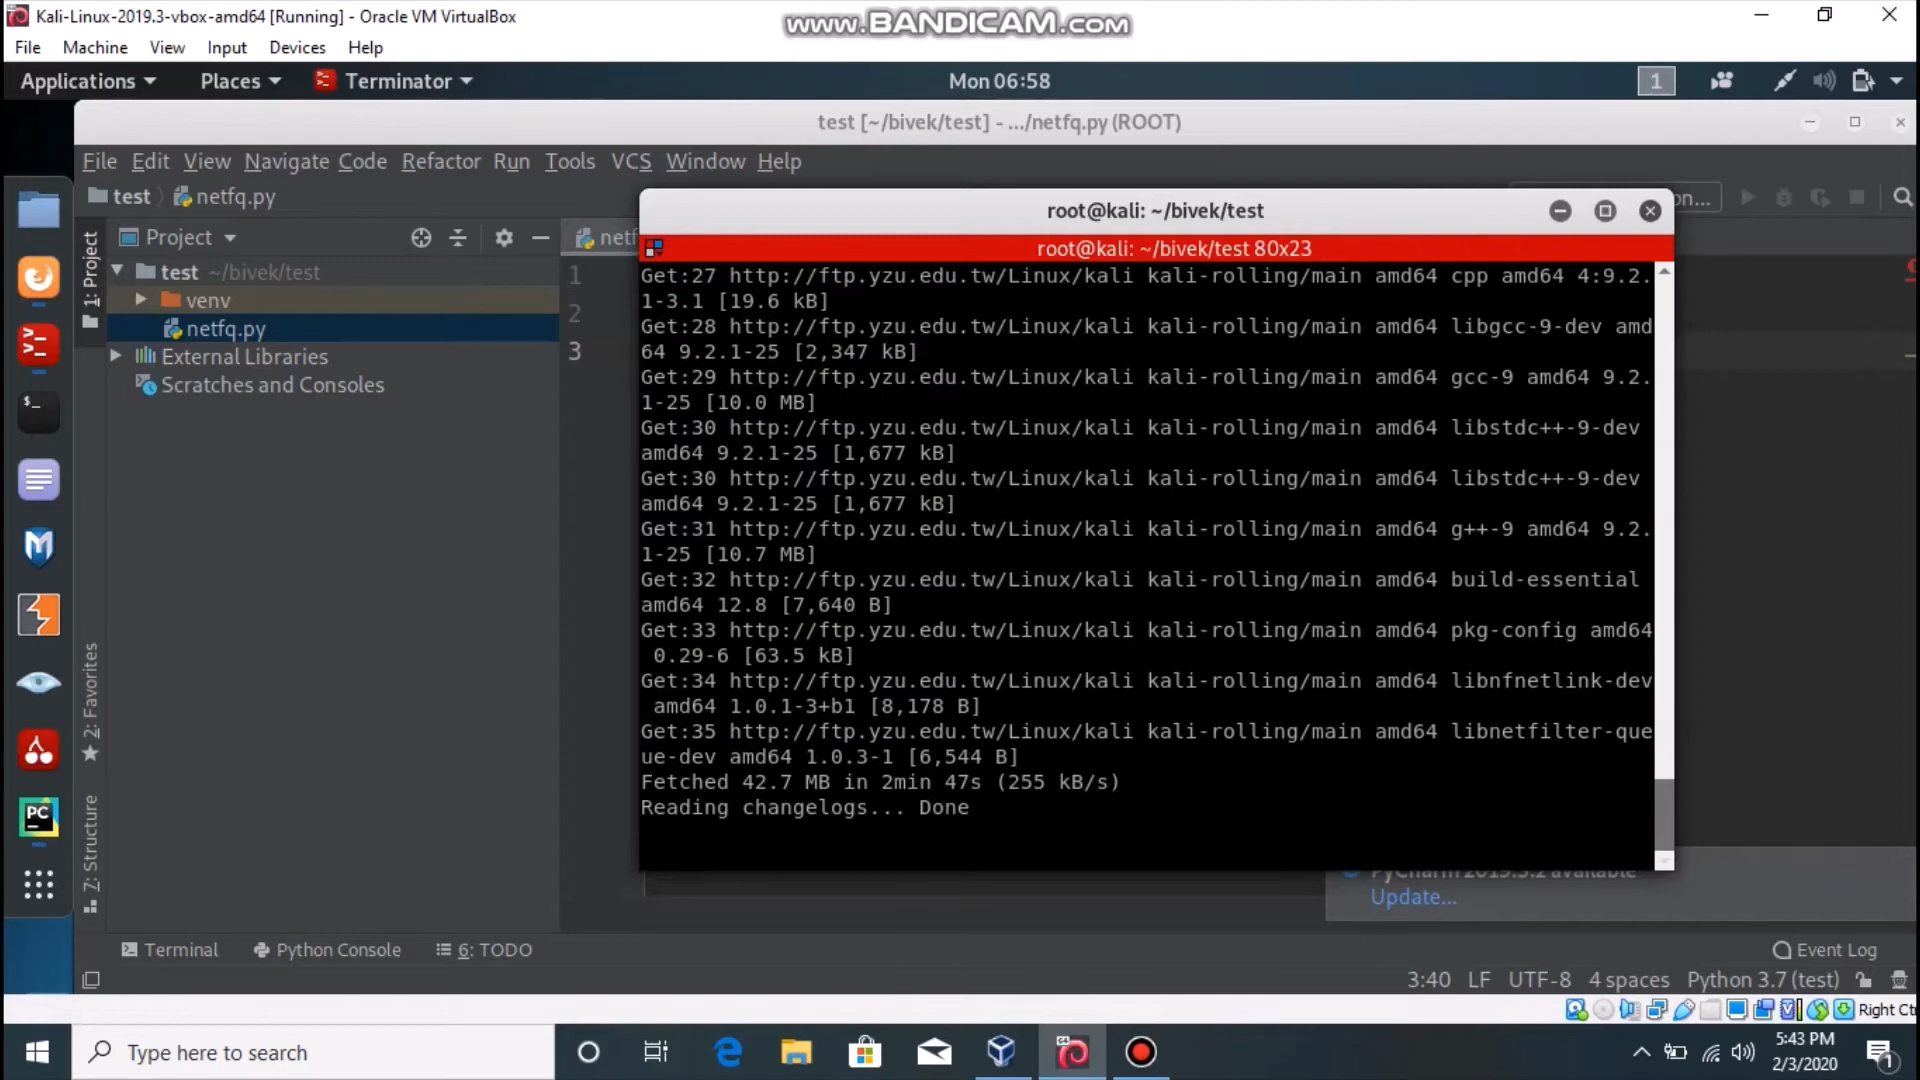 Kali-Linux-2019.3-vbox-amd64 [Running] - Oracle VM VirtualBox
www.BANDICAM.com
File Machine View Input Devices Help
Applications Places Terminator Mon 06:58 1
test [~/bivek/test] - .../netfq.py (ROOT)
File Edit View Navigate Code Refactor Run Tools VCS Window Help
test netfq.py
on...
root@kali: ~/bivek/test
Project
netf
root@kali: ~/bivek/test 80x23
1: Project
test ~/bivek/test
venv
netfq.py
External Libraries
Scratches and Consoles
1
2
3
Get:27 http://ftp.yzu.edu.tw/Linux/kali kali-rolling/main amd64 cpp amd64 4:9.2.
1-3.1 [19.6 kB]
Get:28 http://ftp.yzu.edu.tw/Linux/kali kali-rolling/main amd64 libgcc-9-dev amd
64 9.2.1-25 [2,347 kB]
Get:29 http://ftp.yzu.edu.tw/Linux/kali kali-rolling/main amd64 gcc-9 amd64 9.2.
1-25 [10.0 MB]
Get:30 http://ftp.yzu.edu.tw/Linux/kali kali-rolling/main amd64 libstdc++-9-dev
amd64 9.2.1-25 [1,677 kB]
Get:30 http://ftp.yzu.edu.tw/Linux/kali kali-rolling/main amd64 libstdc++-9-dev
amd64 9.2.1-25 [1,677 kB]
Get:31 http://ftp.yzu.edu.tw/Linux/kali kali-rolling/main amd64 g++-9 amd64 9.2.
1-25 [10.7 MB]
Get:32 http://ftp.yzu.edu.tw/Linux/kali kali-rolling/main amd64 build-essential
amd64 12.8 [7,640 B]
Get:33 http://ftp.yzu.edu.tw/Linux/kali kali-rolling/main amd64 pkg-config amd64
0.29-6 [63.5 kB]
Get:34 http://ftp.yzu.edu.tw/Linux/kali kali-rolling/main amd64 libnfnetlink-dev
amd64 1.0.1-3+b1 [8,178 B]
Get:35 http://ftp.yzu.edu.tw/Linux/kali kali-rolling/main amd64 libnetfilter-que
ue-dev amd64 1.0.3-1 [6,544 B]
Fetched 42.7 MB in 2min 47s (255 kB/s)
Reading changelogs... Done
2: Favorites
7: Structure
PC
PyCharm 2019.3.2 available
Update...
Terminal Python Console 6: TODO Event Log
3:40 LF UTF-8 4 spaces Python 3.7 (test)
Right Ct
Type here to search
64
5:43 PM
2/3/2020
1